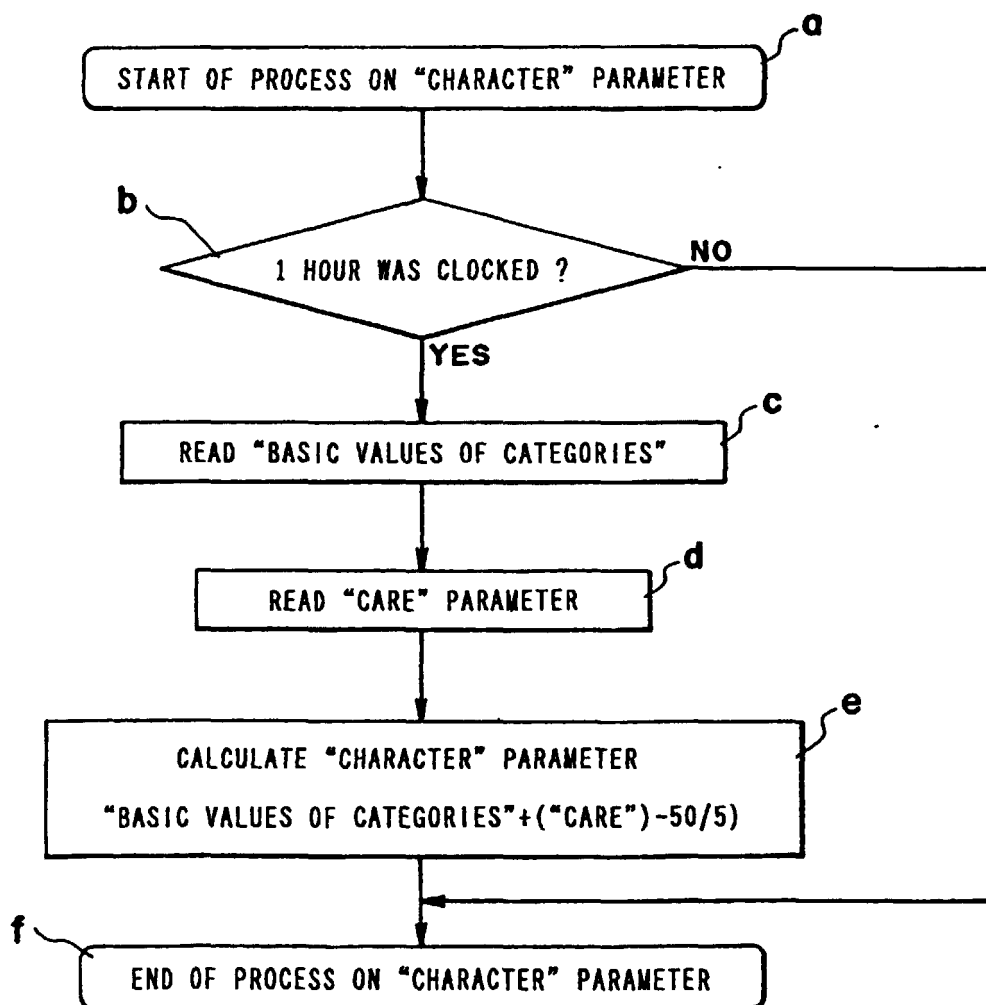 a
START OF PROCESS ON “CHARACTER” PARAMETER
b
1 HOUR WAS CLOCKED ?
NO
YES
c
READ “BASIC VALUES OF CATEGORIES”
d
READ “CARE” PARAMETER
e
CALCULATE “CHARACTER” PARAMETER
“BASIC VALUES OF CATEGORIES”+(“CARE”)-50/5)
f
END OF PROCESS ON “CHARACTER” PARAMETER